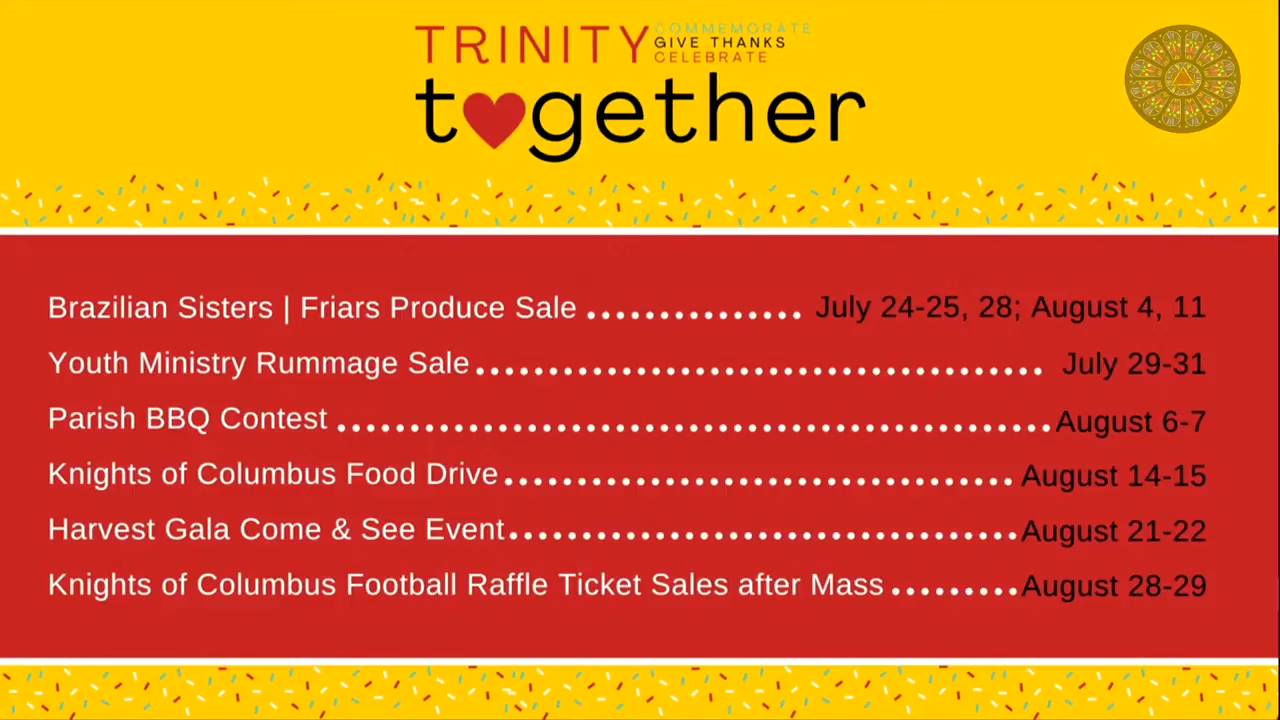 TRINITY
COMMEMORATE
GIVE THANKS
CELEBRATE
t❤gether
Brazilian Sisters | Friars Produce Sale ............... July 24-25, 28; August 4, 11
Youth Ministry Rummage Sale ................................................ July 29-31
Parish BBQ Contest ............................................................ August 6-7
Knights of Columbus Food Drive ........................................... August 14-15
Harvest Gala Come & See Event ........................................... August 21-22
Knights of Columbus Football Raffle Ticket Sales after Mass ........... August 28-29